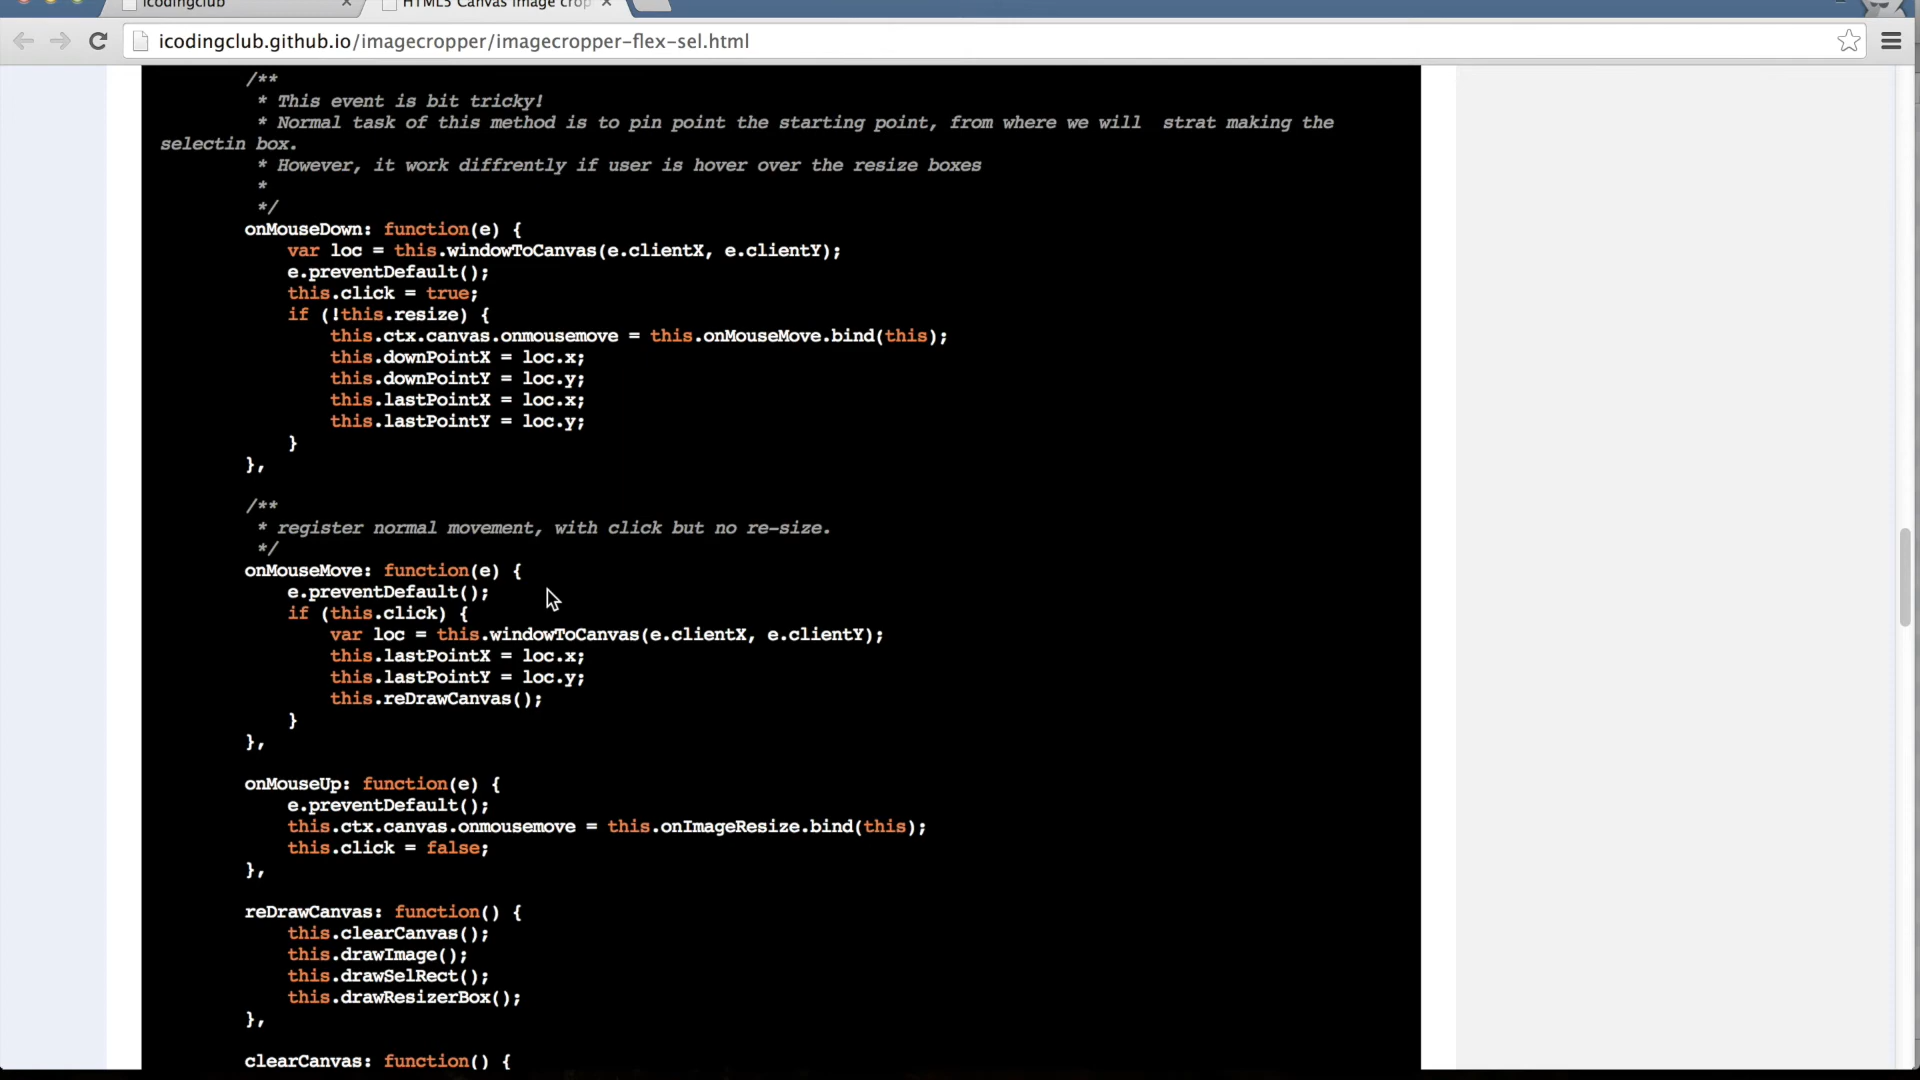 icodingclub
HTML5 Canvas image crop
icodingclub.github.io/imagecropper/imagecropper-flex-sel.html
/**
* This event is bit tricky!
* Normal task of this method is to pin point the starting point, from where we will  strat making the
selectin box.
* However, it work diffrently if user is hover over the resize boxes
*
*/
onMouseDown: function(e) {
var loc = this.windowToCanvas(e.clientX, e.clientY);
e.preventDefault();
this.click = true;
if (!this.resize) {
this.ctx.canvas.onmousemove = this.onMouseMove.bind(this);
this.downPointX = loc.x;
this.downPointY = loc.y;
this.lastPointX = loc.x;
this.lastPointY = loc.y;
}
},
/**
* register normal movement, with click but no re-size.
*/
onMouseMove: function(e) {
e.preventDefault();
if (this.click) {
var loc = this.windowToCanvas(e.clientX, e.clientY);
this.lastPointX = loc.x;
this.lastPointY = loc.y;
this.reDrawCanvas();
}
},
onMouseUp: function(e) {
e.preventDefault();
this.ctx.canvas.onmousemove = this.onImageResize.bind(this);
this.click = false;
},
reDrawCanvas: function() {
this.clearCanvas();
this.drawImage();
this.drawSelRect();
this.drawResizerBox();
},
clearCanvas: function() {